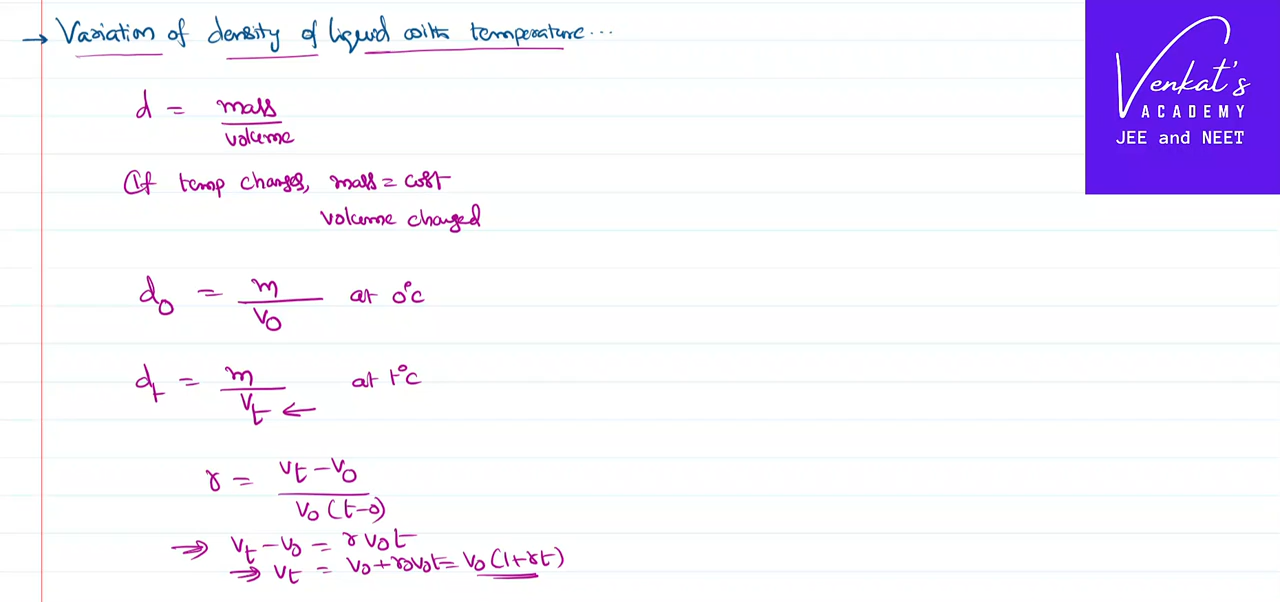 → Variation of density of liquid with temperature...
d = mass / volume
(If temp changes, mass = cost
volume changed
d₀ = m / V₀ at 0°c
dₜ = m / Vₜ ← at t°c
γ = Vₜ - V₀ / V₀ (t-0)
⇒ Vₜ - V₀ = γ V₀ t
⇒ Vₜ = V₀ + γ V₀ t = V₀ (1+γt)
Venkat's
ACADEMY
JEE and NEET